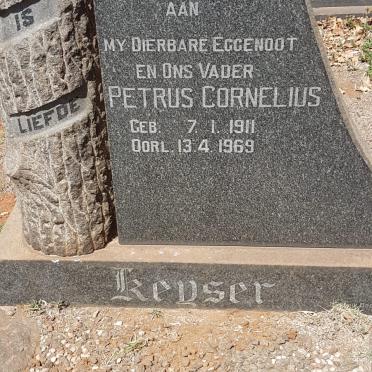 IS
LIEFDE
AAN
MY DIERBARE EGGENOOT
EN ONS VADER
PETRUS CORNELIUS
GEB. 7. 1. 1911
OORL. 13. 4. 1969
Keyser